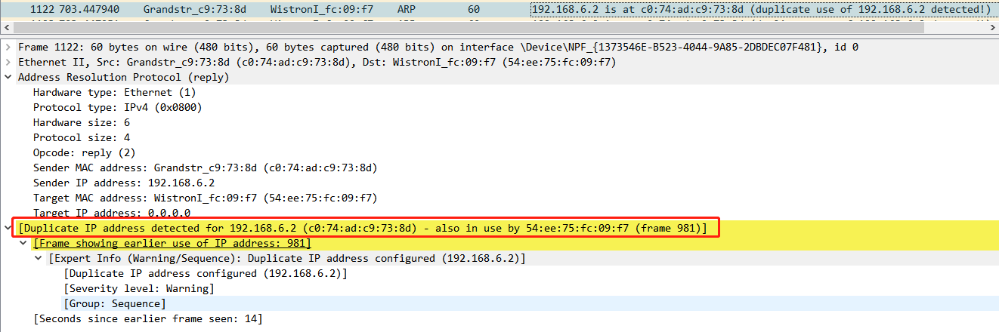 1122 703.447940 Grandstr_c9:73:8d WistronI_fc:09:f7 ARP 60 192.168.6.2 is at c0:74:ad:c9:73:8d (duplicate use of 192.168.6.2 detected!)
Frame 1122: 60 bytes on wire (480 bits), 60 bytes captured (480 bits) on interface \Device\NPF_{1373546E-B523-4044-9A85-2DBDEC07F481}, id 0
Ethernet II, Src: Grandstr_c9:73:8d (c0:74:ad:c9:73:8d), Dst: WistronI_fc:09:f7 (54:ee:75:fc:09:f7)
Address Resolution Protocol (reply)
Hardware type: Ethernet (1)
Protocol type: IPv4 (0x0800)
Hardware size: 6
Protocol size: 4
Opcode: reply (2)
Sender MAC address: Grandstr_c9:73:8d (c0:74:ad:c9:73:8d)
Sender IP address: 192.168.6.2
Target MAC address: WistronI_fc:09:f7 (54:ee:75:fc:09:f7)
Target IP address: 0.0.0.0
[Duplicate IP address detected for 192.168.6.2 (c0:74:ad:c9:73:8d) - also in use by 54:ee:75:fc:09:f7 (frame 981)]
[Frame showing earlier use of IP address: 981]
[Expert Info (Warning/Sequence): Duplicate IP address configured (192.168.6.2)]
[Duplicate IP address configured (192.168.6.2)]
[Severity level: Warning]
[Group: Sequence]
[Seconds since earlier frame seen: 14]